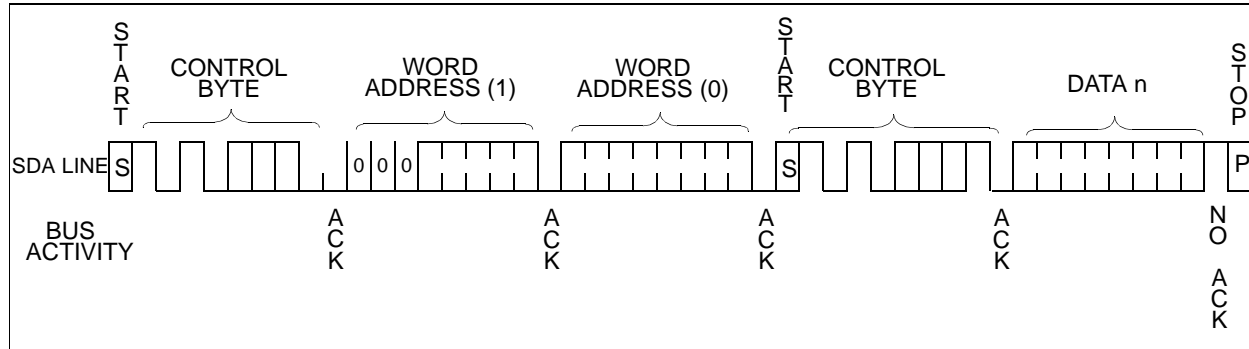 START
CONTROL
BYTE
WORD
ADDRESS (1)
WORD
ADDRESS (0)
START
CONTROL
BYTE
DATA n
STOP
SDA LINE
S
0 0 0
S
P
BUS
ACTIVITY
ACK
ACK
ACK
ACK
NO ACK